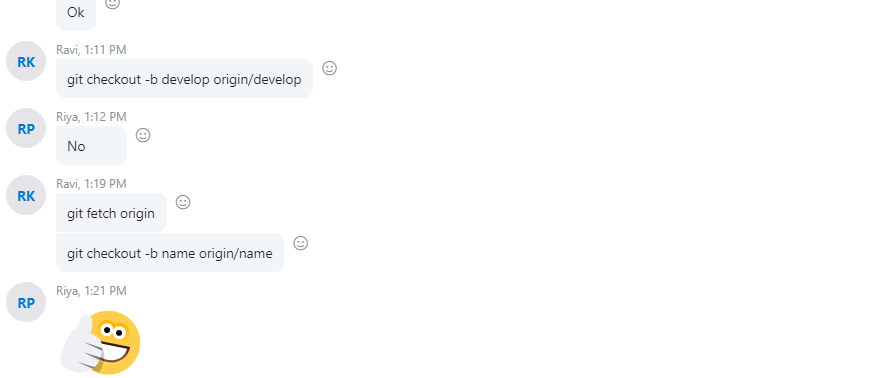 Ok
Ravi, 1:11 PM
RK
git checkout -b develop origin/develop
Riya, 1:12 PM
RP
No
Ravi, 1:19 PM
RK
git fetch origin
git checkout -b name origin/name
Riya, 1:21 PM
RP